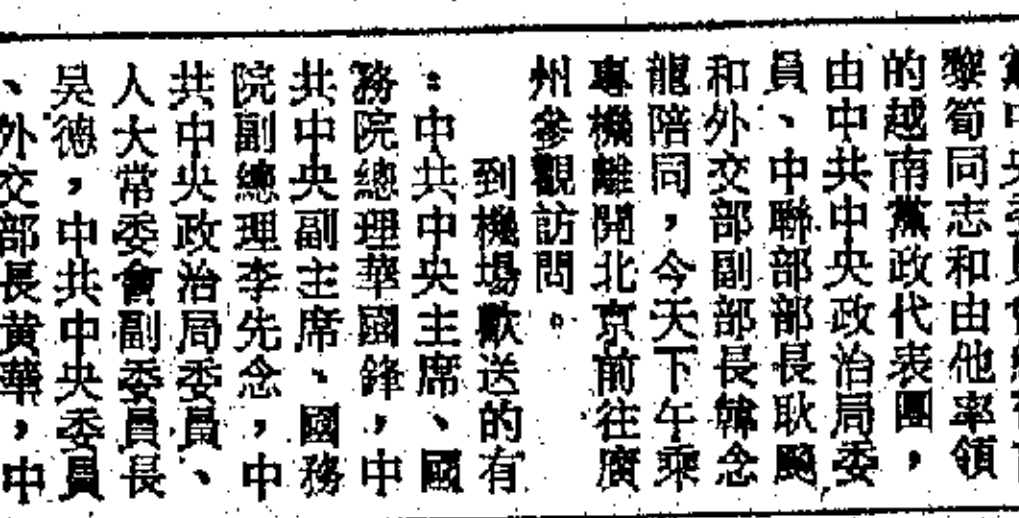 黎筍同志和由他率領
的越南黨政代表團，
由中共中央政治局委
員、中聯部部長耿飈
和外交部副部長韓念
龍陪同，今天下午乘
專機離開北京前往廣
州參觀訪問。
到機場歡送的有
：中共中央主席、國
務院總理華國鋒，中
共中央副主席、國務
院副總理李先念，中
共中央政治局委員、
人大常委會副委員長
吳德，中共中央委員
、外交部長黄華，中